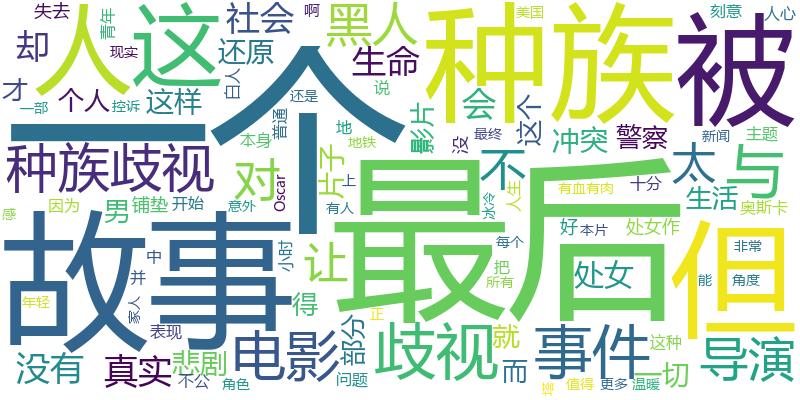 失去
青年
社会
啊
黑人
美国
刻意
人心
却
人
这
还原
种族
被
才
现实
白人
生命
一个
一部
控诉
个人
这样
还是
说
会
普通
影片
这个
冲突
警察
新闻
主题
本身
地
地铁
没
最终
种族歧视
对
片子
不
太
与
上
有血有肉
十分
生活
奥斯卡
感
因为
男
铺垫
开始
意外
Oscar
有人
最后
冰冷
人生
好
本片
处女作
故事
但
中
小时
让
每个
把
所有
处女
非常
能
角度
年轻
家人
并
表现
得
正
没有
真实
悲剧
电影
部分
歧视
就
而
事件
这种
一切
导演
不公
角色
问题
值得
更多
温暖